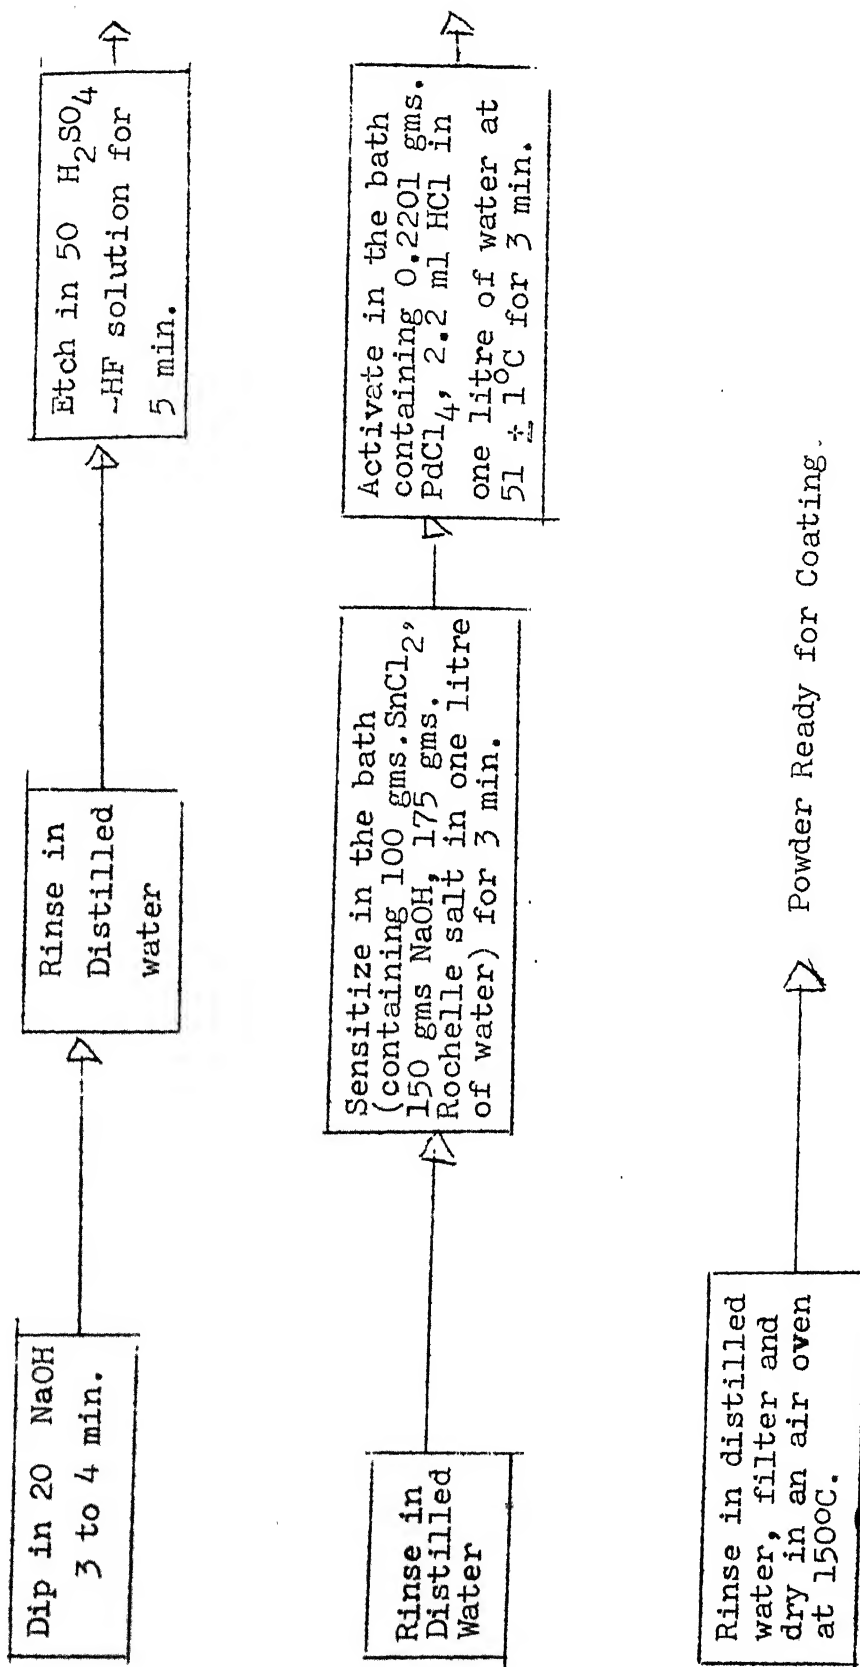 Dip in 20 NaOH
3 to 4 min.
Rinse in
Distilled
water
Etch in 50 H₂SO₄
-HF solution for
5 min.
Rinse in
Distilled
Water
Sensitize in the bath
(containing 100 gms.SnCl₂,
150 gms NaOH, 175 gms.
Rochelle salt in one litre
of water) for 3 min.
Activate in the bath
containing 0.2201 gms.
PdCl₄, 2.2 ml HCl in
one litre of water at
51 ± 1°C for 3 min.
Rinse in distilled
water, filter and
dry in an air oven
at 150°C.
Powder Ready for Coating.